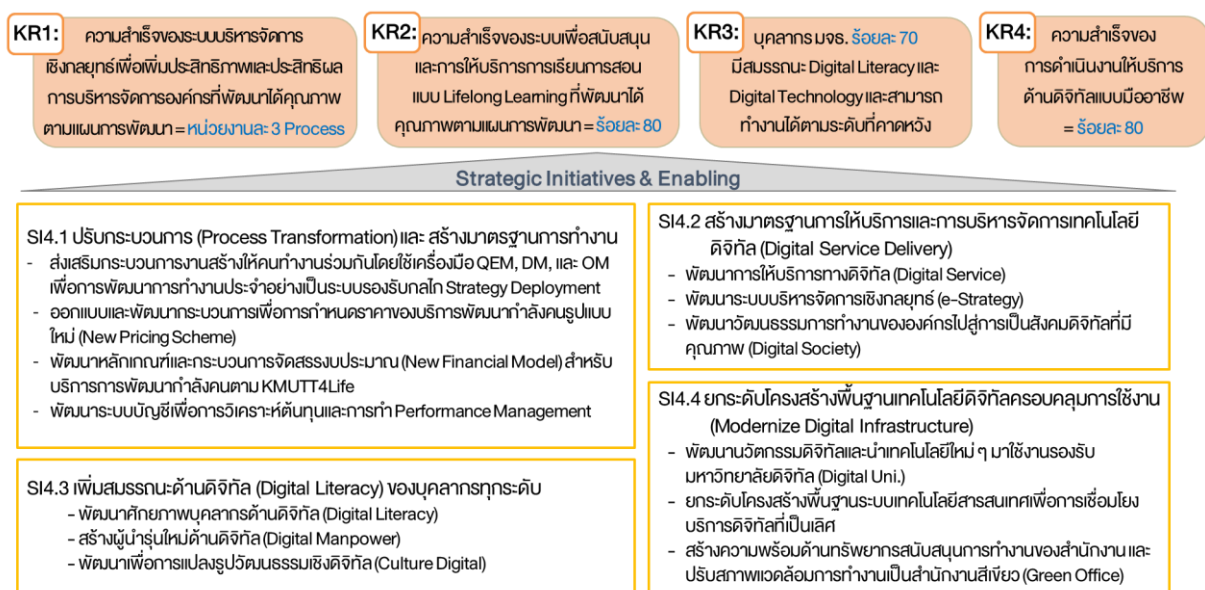 KR1: ความสำเร็จของระบบบริหารจัดการ
เชิงกลยุทธ์เพื่อเพิ่มประสิทธิภาพและประสิทธิผล
การบริหารจัดการองค์กรที่พัฒนาได้คุณภาพ
ตามแผนการพัฒนา = หน่วยงานละ 3 Process
KR2: ความสำเร็จของระบบเพื่อสนับสนุน
และการให้บริการการเรียนการสอน
แบบ Lifelong Learning ที่พัฒนาได้
คุณภาพตามแผนการพัฒนา = ร้อยละ 80
KR3: บุคลากร มจธ. ร้อยละ 70
มีสมรรถนะ Digital Literacy และ
Digital Technology และสามารถ
ทำงานได้ตามระดับที่คาดหวัง
KR4: ความสำเร็จของ
การดำเนินงานให้บริการ
ด้านดิจิทัลแบบมืออาชีพ
= ร้อยละ 80
Strategic Initiatives & Enabling
SI4.1 ปรับกระบวนการ (Process Transformation) และ สร้างมาตรฐานการทำงาน
- ส่งเสริมกระบวนการงานสร้างให้คนทำงานร่วมกันโดยใช้เครื่องมือ QEM, DM, และ OM
เพื่อการพัฒนาการทำงานประจำอย่างเป็นระบบรองรับกลไก Strategy Deployment
- ออกแบบและพัฒนากระบวนการเพื่อการกำหนดราคาของบริการพัฒนากำลังคนรูปแบบ
ใหม่ (New Pricing Scheme)
- พัฒนาหลักเกณฑ์และกระบวนการจัดสรรงบประมาณ (New Financial Model) สำหรับ
บริการการพัฒนากำลังคนตาม KMUTT4Life
- พัฒนาระบบบัญชีเพื่อการวิเคราะห์ต้นทุนและการทำ Performance Management
SI4.2 สร้างมาตรฐานการให้บริการและการบริหารจัดการเทคโนโลยี
ดิจิทัล (Digital Service Delivery)
- พัฒนาการให้บริการทางดิจิทัล (Digital Service)
- พัฒนาระบบบริหารจัดการเชิงกลยุทธ์ (e-Strategy)
- พัฒนาวัฒนธรรมการทำงานขององค์กรไปสู่การเป็นสังคมดิจิทัลที่มี
คุณภาพ (Digital Society)
SI4.3 เพิ่มสมรรถนะด้านดิจิทัล (Digital Literacy) ของบุคลากรทุกระดับ
- พัฒนาศักยภาพบุคลากรด้านดิจิทัล (Digital Literacy)
- สร้างผู้นำรุ่นใหม่ด้านดิจิทัล (Digital Manpower)
- พัฒนาเพื่อการแปลงรูปวัฒนธรรมเชิงดิจิทัล (Culture Digital)
SI4.4 ยกระดับโครงสร้างพื้นฐานเทคโนโลยีดิจิทัลครอบคลุมการใช้งาน
(Modernize Digital Infrastructure)
- พัฒนานวัตกรรมดิจิทัลและนำเทคโนโลยีใหม่ ๆ มาใช้งานรองรับ
มหาวิทยาลัยดิจิทัล (Digital Uni.)
- ยกระดับโครงสร้างพื้นฐานระบบเทคโนโลยีสารสนเทศเพื่อการเชื่อมโยง
บริการดิจิทัลที่เป็นเลิศ
- สร้างความพร้อมด้านทรัพยากรสนับสนุนการทำงานของสำนักงาน และ
ปรับสภาพแวดล้อมการทำงานเป็นสำนักงานสีเขียว (Green Office)